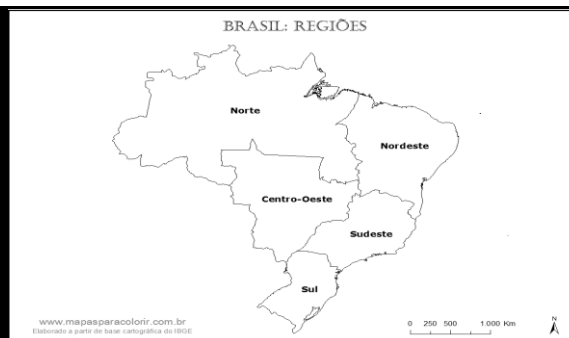 BRASIL: REGIÕES
Norte
Nordeste
Centro-Oeste
Sudeste
Sul
www.mapasparacolorir.com.br
Elaborado a partir de base cartográfica do IBGE
0 250 500 1.000 Km
N